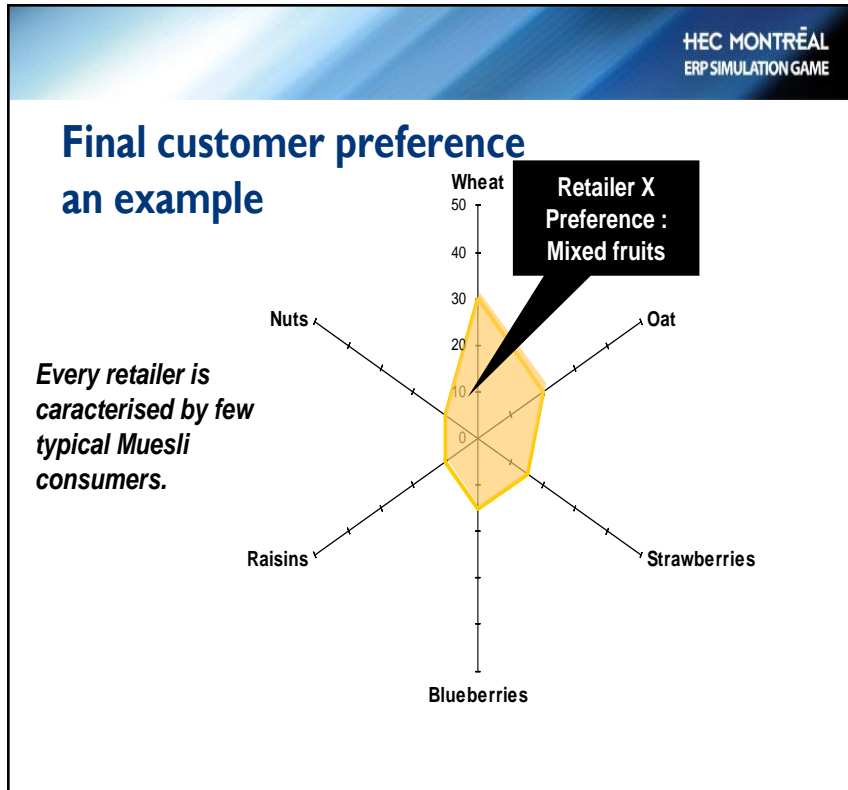 HEC MONTRĒAL
ERP SIMULATION GAME
Final customer preference
an example
Retailer X
Preference :
Mixed fruits
Wheat
50
40
30
20
10
0
Nuts
Oat
Every retailer is
caracterised by few
typical Muesli
consumers.
Raisins
Strawberries
Blueberries